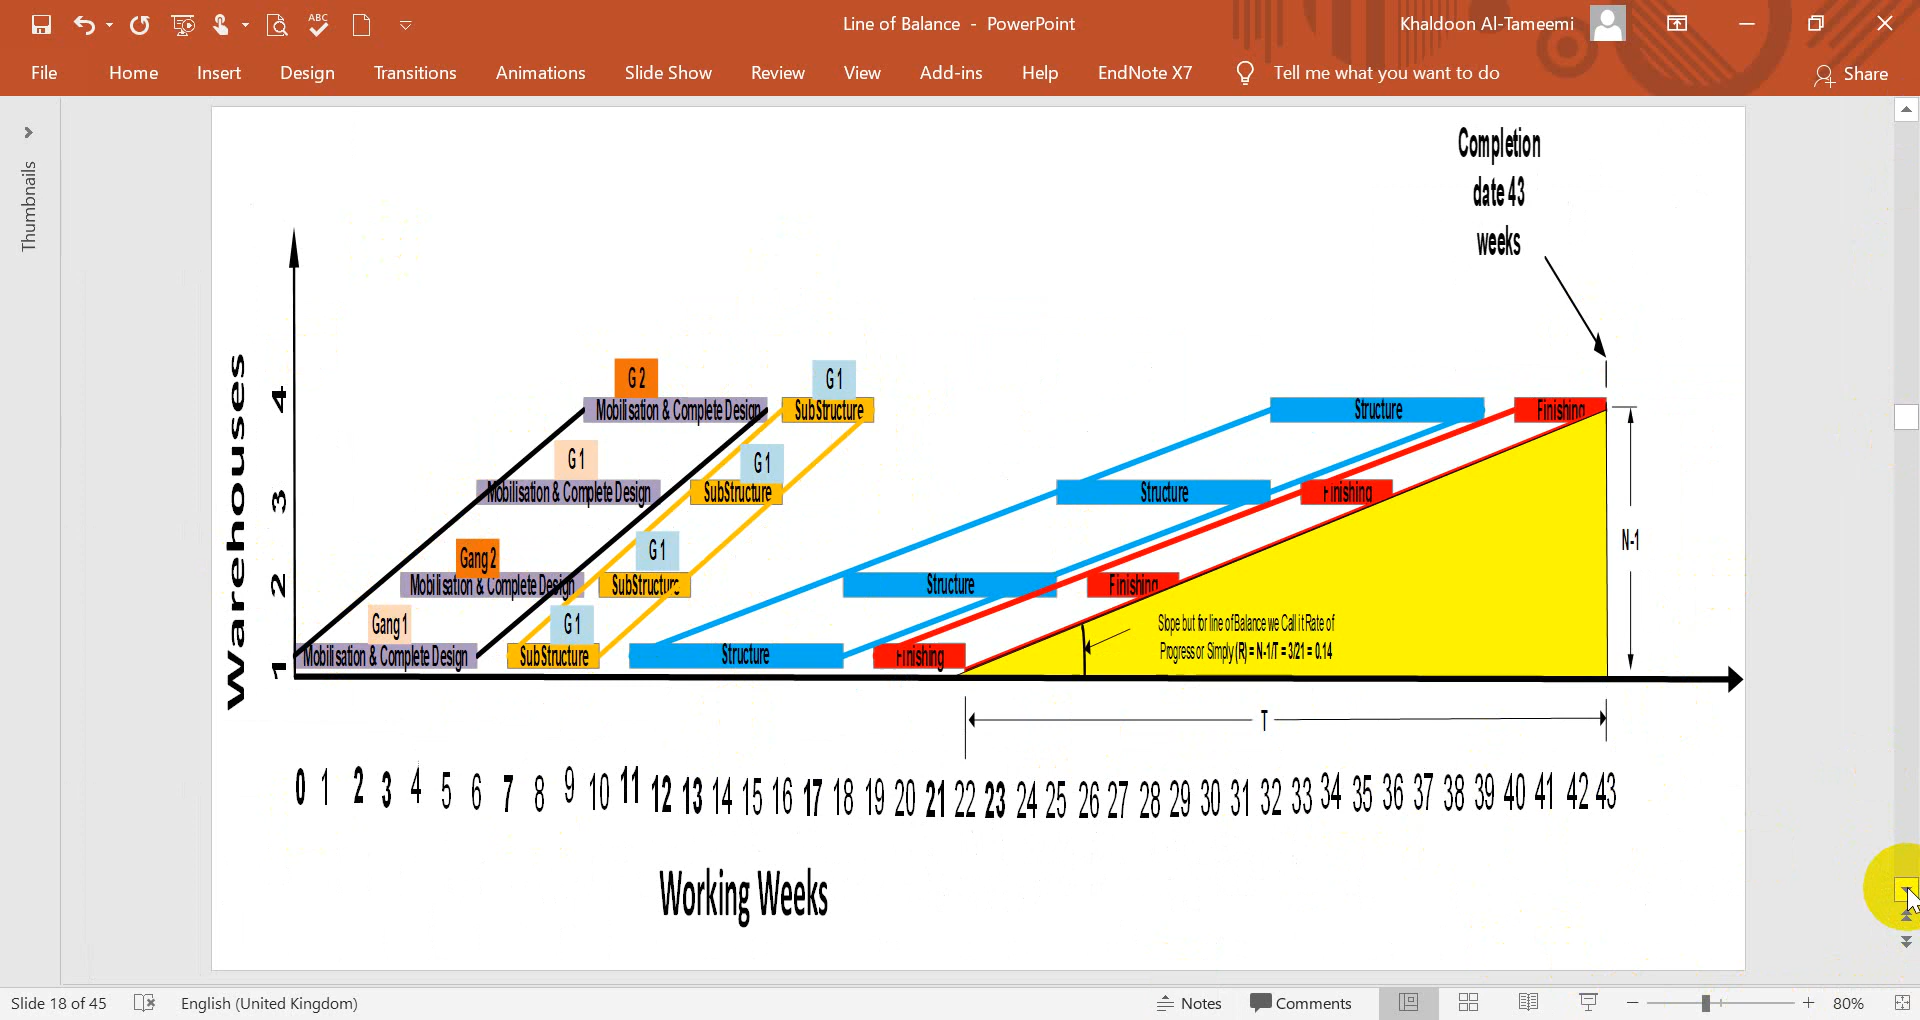 ABC
Line of Balance - PowerPoint
Khaldoon Al-Tameemi
File Home Insert Design Transitions Animations Slide Show Review View Add-ins Help EndNote X7 Tell me what you want to do Share
Thumbnails
Completion
date 43
weeks
Warehouses
4
3
2
1
G 2
G 1
Mobilisation & Complete Design
SubStructure
Structure
Finishing
G 1
G 1
Mobilisation & Complete Design
SubStructure
Structure
Finishing
N-1
Gang 2
G 1
Mobilisation & Complete Design
SubStructure
Structure
Finishing
Gang 1
G 1
Mobilisation & Complete Design
SubStructure
Structure
Finishing
Slope but for line of Balance we Call it Rate of
Progress or Simply (R) = N-1/T = 3/21 = 0.14
T
0 1 2 3 4 5 6 7 8 9 10 11 12 13 14 15 16 17 18 19 20 21 22 23 24 25 26 27 28 29 30 31 32 33 34 35 36 37 38 39 40 41 42 43
Working Weeks
Slide 18 of 45 English (United Kingdom) Notes Comments 80%